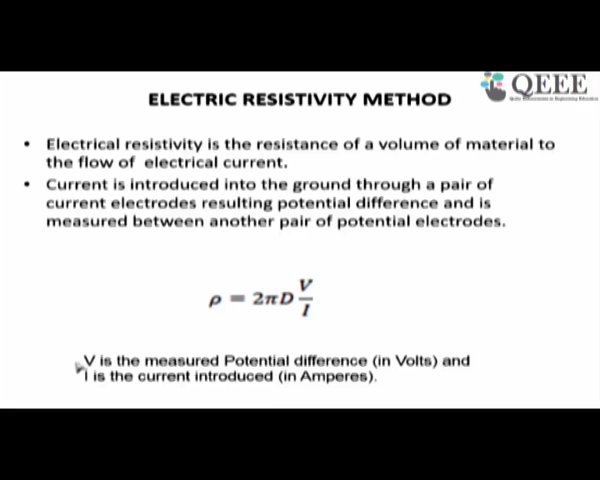 QEEE
ELECTRIC RESISTIVITY METHOD
• Electrical resistivity is the resistance of a volume of material to
the flow of electrical current.
• Current is introduced into the ground through a pair of
current electrodes resulting potential difference and is
measured between another pair of potential electrodes.
ρ = 2πD V/I
V is the measured Potential difference (in Volts) and
I is the current introduced (in Amperes).